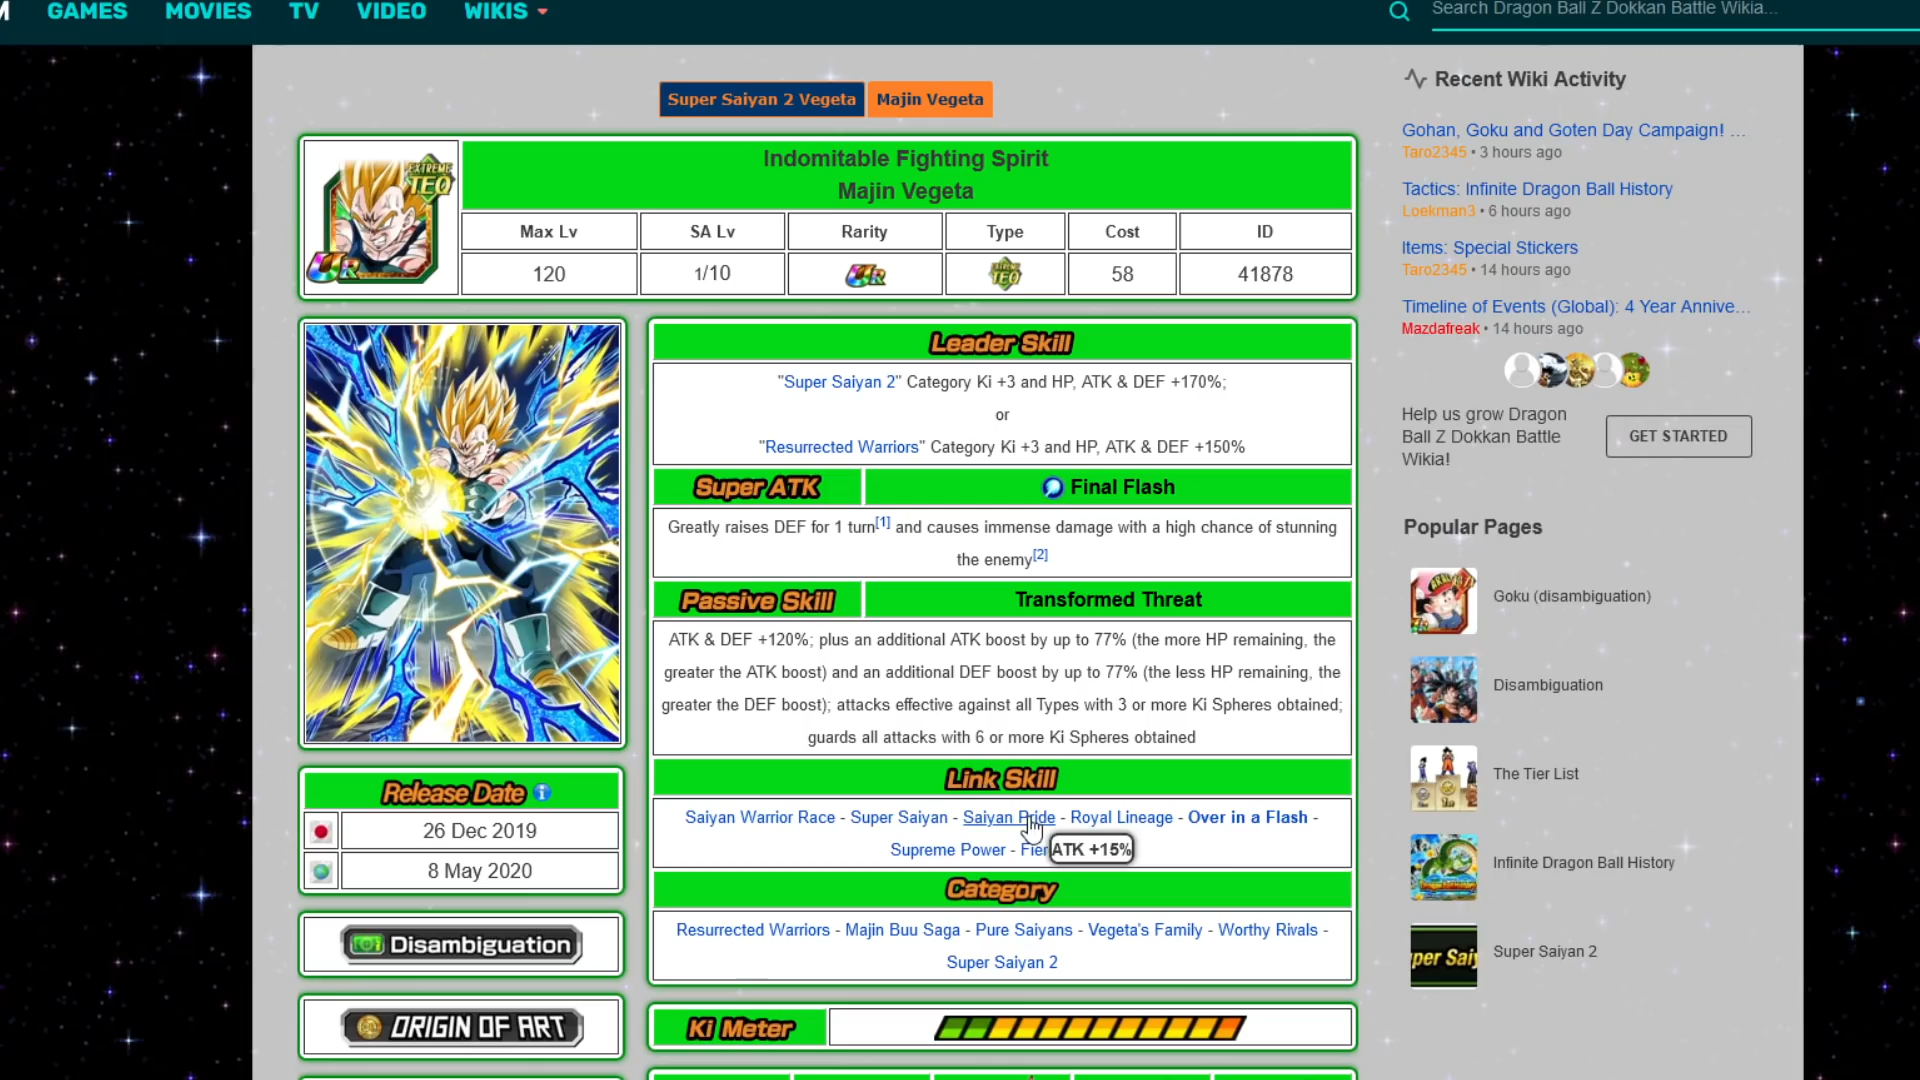 M GAMES MOVIES TV VIDEO WIKIS
Search Dragon Ball Z Dokkan Battle Wikia...
Super Saiyan 2 Vegeta Majin Vegeta
EXTREME TEQ
UR
Indomitable Fighting Spirit
Majin Vegeta
Max Lv SA Lv Rarity Type Cost ID
120 1/10 UR EXTREME TEQ 58 41878
Leader Skill
"Super Saiyan 2" Category Ki +3 and HP, ATK & DEF +170%;
or
"Resurrected Warriors" Category Ki +3 and HP, ATK & DEF +150%
Super ATK Final Flash
Greatly raises DEF for 1 turn[1] and causes immense damage with a high chance of stunning
the enemy[2]
Passive Skill Transformed Threat
ATK & DEF +120%; plus an additional ATK boost by up to 77% (the more HP remaining, the
greater the ATK boost) and an additional DEF boost by up to 77% (the less HP remaining, the
greater the DEF boost); attacks effective against all Types with 3 or more Ki Spheres obtained;
guards all attacks with 6 or more Ki Spheres obtained
Link Skill
Saiyan Warrior Race - Super Saiyan - Saiyan Pride - Royal Lineage - Over in a Flash -
Supreme Power - Fier
ATK +15%
Category
Resurrected Warriors - Majin Buu Saga - Pure Saiyans - Vegeta's Family - Worthy Rivals -
Super Saiyan 2
Ki Meter
Release Date
26 Dec 2019
8 May 2020
Disambiguation
ORIGIN OF ART
Recent Wiki Activity
Gohan, Goku and Goten Day Campaign! ...
Taro2345 • 3 hours ago
Tactics: Infinite Dragon Ball History
Loekman3 • 6 hours ago
Items: Special Stickers
Taro2345 • 14 hours ago
Timeline of Events (Global): 4 Year Annive...
Mazdafreak • 14 hours ago
Help us grow Dragon
Ball Z Dokkan Battle
Wikia!
GET STARTED
Popular Pages
Goku (disambiguation)
Disambiguation
The Tier List
Infinite Dragon Ball History
per Saiy
Super Saiyan 2